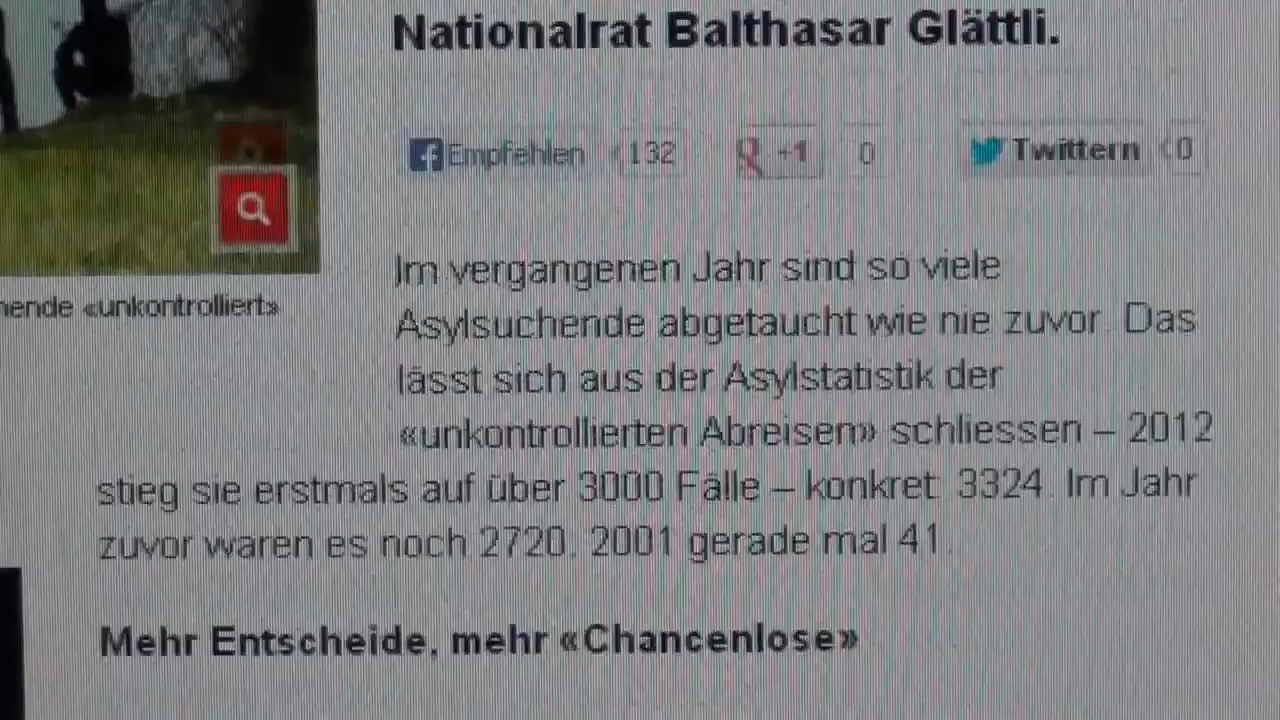 Nationalrat Balthasar Glättli.
Empfehlen 132 +1 0 Twittern 0
Im vergangenen Jahr sind so viele
hende «unkontrolliert»
Asylsuchende abgetaucht wie nie zuvor. Das
lässt sich aus der Asylstatistik der
«unkontrollierten Abreisen» schliessen – 2012
stieg sie erstmals auf über 3000 Fälle – konkret: 3324. Im Jahr
zuvor waren es noch 2720. 2001 gerade mal 41.
Mehr Entscheide, mehr «Chancenlose»